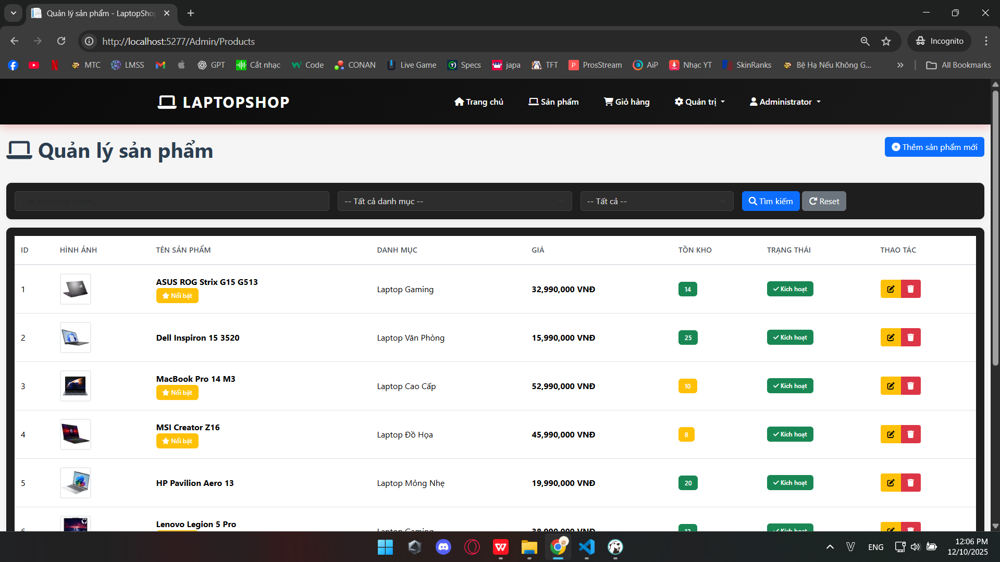 Quản lý sản phẩm - LaptopSho
http://localhost:5277/Admin/Products
Incognito
MTC
LMSS
GPT
Cắt nhạc
Code
CONAN
Live Game
Specs
japa
TFT
ProsStream
AiP
Nhạc YT
SkinRanks
Bệ Hạ Nếu Không G...
All Bookmarks
LAPTOPSHOP
Trang chủ
Sản phẩm
Giỏ hàng
Quản trị
Administrator
Quản lý sản phẩm
Thêm sản phẩm mới
Tìm kiếm sản phẩm...
-- Tất cả danh mục --
-- Tất cả --
Tìm kiếm
Reset
ID HÌNH ẢNH TÊN SẢN PHẨM DANH MỤC GIÁ TỒN KHO TRẠNG THÁI THAO TÁC
1 ASUS ROG Strix G15 G513 Laptop Gaming 32,990,000 VNĐ 14 Kích hoạt
Nổi bật
2 Dell Inspiron 15 3520 Laptop Văn Phòng 15,990,000 VNĐ 25 Kích hoạt
3 MacBook Pro 14 M3 Laptop Cao Cấp 52,990,000 VNĐ 10 Kích hoạt
Nổi bật
4 MSI Creator Z16 Laptop Đồ Họa 45,990,000 VNĐ 8 Kích hoạt
Nổi bật
5 HP Pavilion Aero 13 Laptop Mỏng Nhẹ 19,990,000 VNĐ 20 Kích hoạt
6 Lenovo Legion 5 Pro Laptop Gaming 38,990,000 VNĐ 12 Kích hoạt
ENG
12:06 PM
12/10/2025